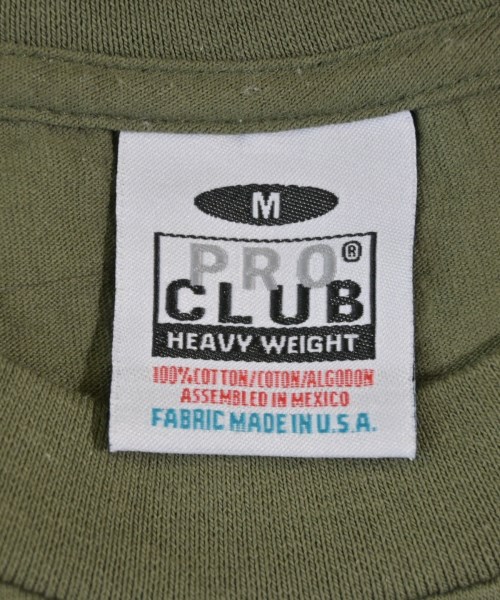 M
PRO®
CLUB
HEAVY WEIGHT
100% COTTON/COTON/ALGODON
ASSEMBLED IN MEXICO
FABRIC MADE IN U.S.A.